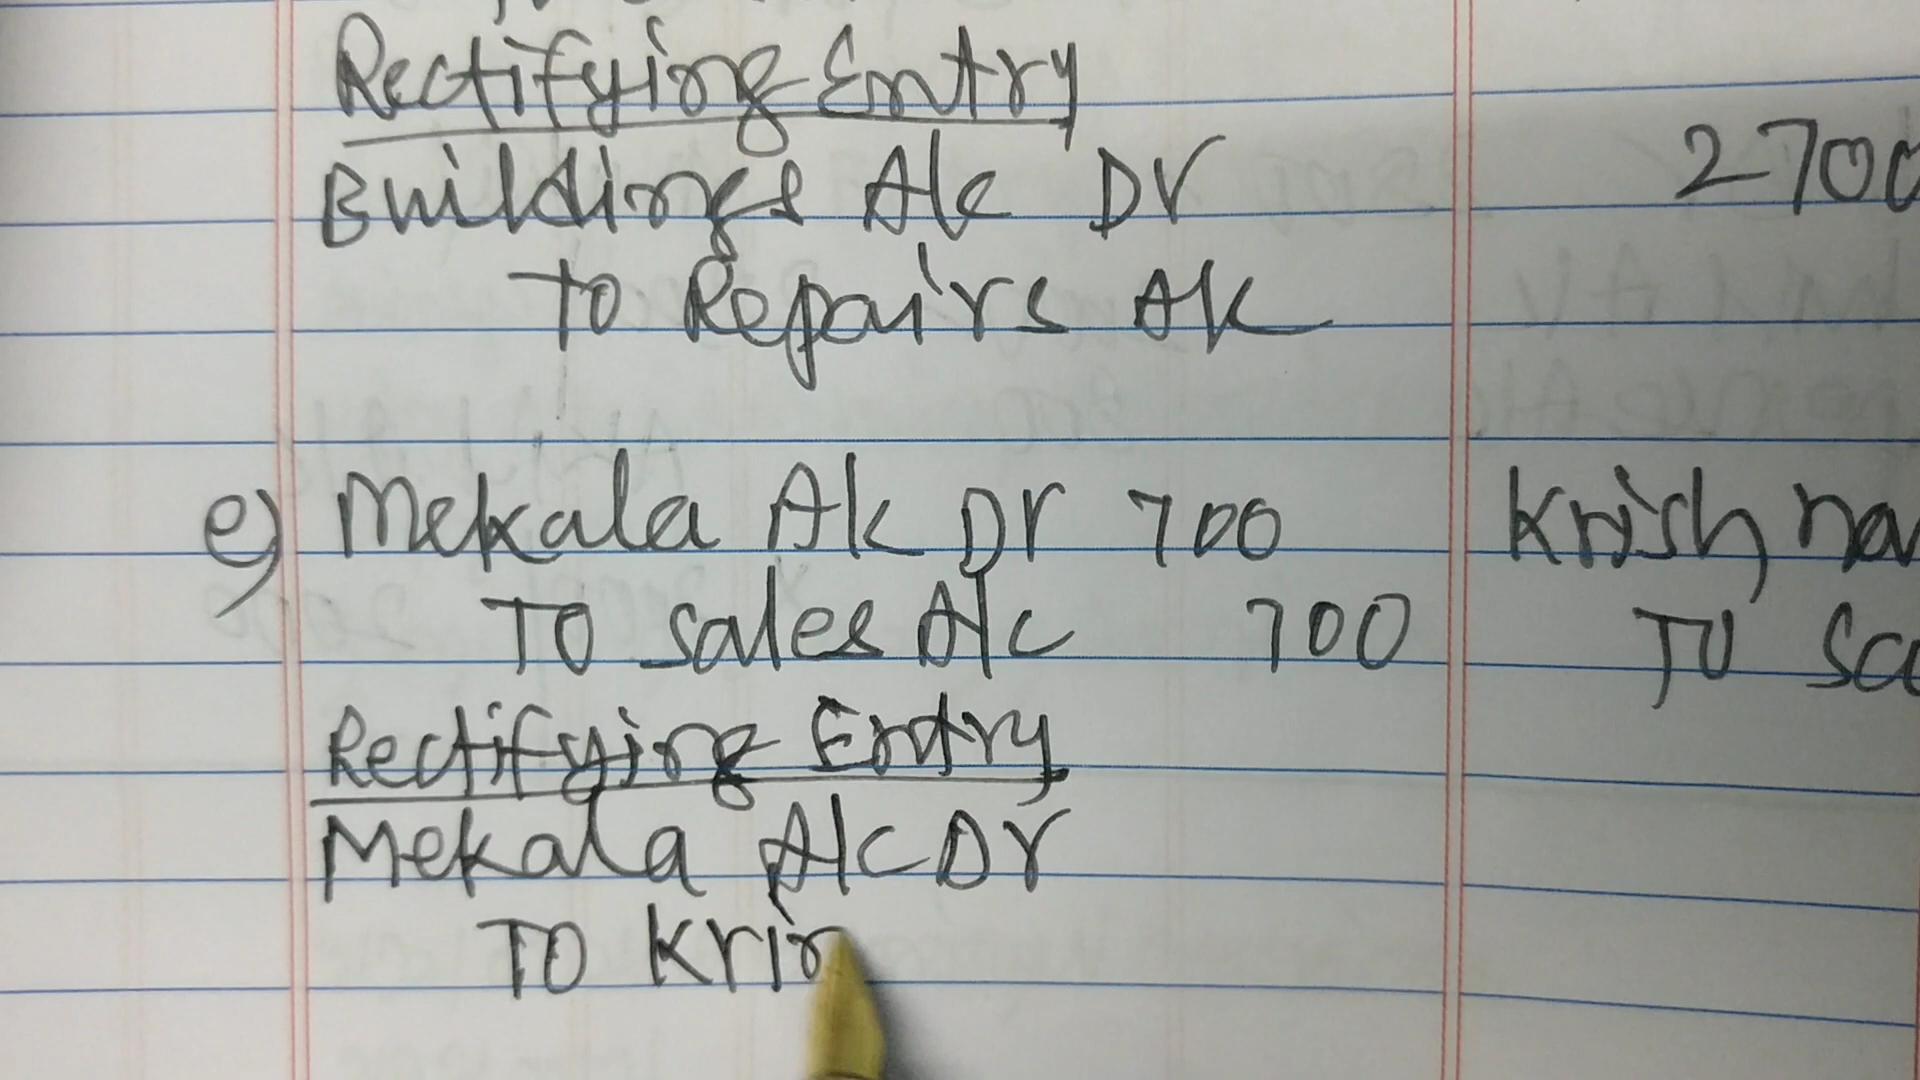 Rectifying Entry
Buildings A/c Dr 2700
To Repairs A/c
e) Mekala A/c Dr 700 Krishna
To sales A/c 700 To Sa
Rectifying Entry
Mekala A/c Dr
To Kri